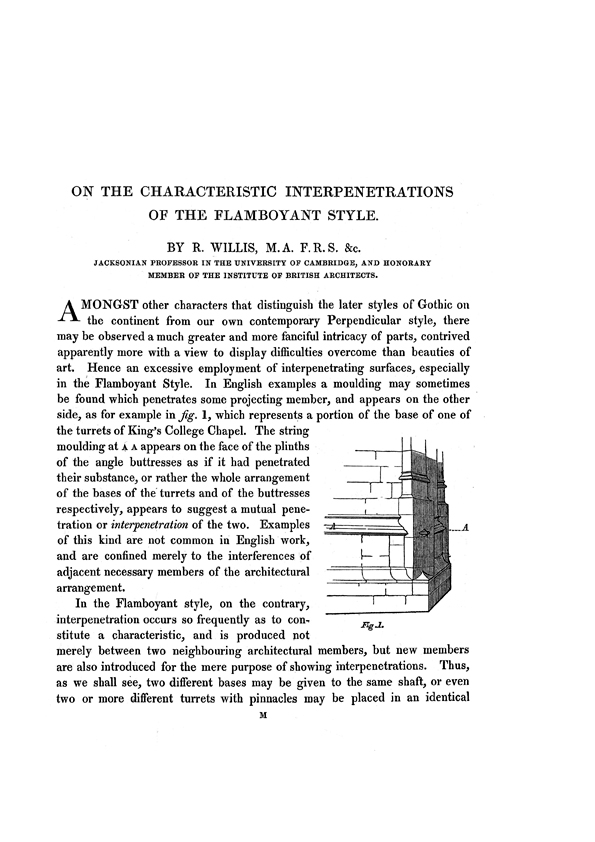 ON THE CHARACTERISTIC INTERPENETRATIONS
OF THE FLAMBOYANT STYLE.
BY R. WILLIS, M.A. F.R.S. &c.
JACKSONIAN PROFESSOR IN THE UNIVERSITY OF CAMBRIDGE, AND HONORARY
MEMBER OF THE INSTITUTE OF BRITISH ARCHITECTS.
AMONGST other characters that distinguish the later styles of Gothic on
the continent from our own contemporary Perpendicular style, there
may be observed a much greater and more fanciful intricacy of parts, contrived
apparently more with a view to display difficulties overcome than beauties of
art. Hence an excessive employment of interpenetrating surfaces, especially
in the Flamboyant Style. In English examples a moulding may sometimes
be found which penetrates some projecting member, and appears on the other
side, as for example in fig. 1, which represents a portion of the base of one of
the turrets of King's College Chapel. The string
moulding at A A appears on the face of the plinths
of the angle buttresses as if it had penetrated
their substance, or rather the whole arrangement
of the bases of the turrets and of the buttresses
respectively, appears to suggest a mutual pene-
tration or interpenetration of the two. Examples
of this kind are not common in English work,
and are confined merely to the interferences of
adjacent necessary members of the architectural
arrangement.
In the Flamboyant style, on the contrary,
interpenetration occurs so frequently as to con-
stitute a characteristic, and is produced not
merely between two neighbouring architectural members, but new members
are also introduced for the mere purpose of showing interpenetrations. Thus,
as we shall see, two different bases may be given to the same shaft, or even
two or more different turrets with pinnacles may be placed in an identical
A
A
Fig. 1.
M